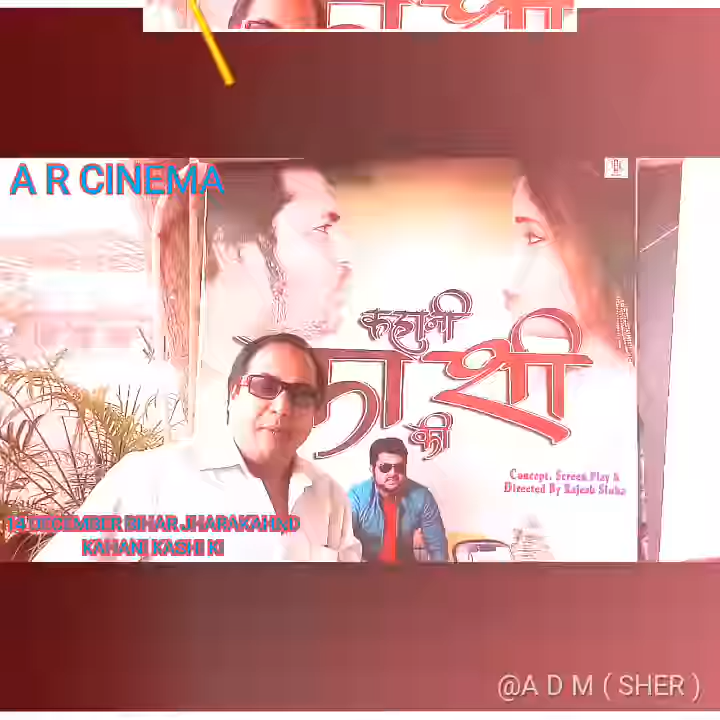 A R CINEMA
कहानी
काशी
की
Concept, Screen Play &
Directed By Rajesh Sinha
14 DECEMBER BIHAR JHARAKAHND
KAHANI KASHI KI
@A D M ( SHER )